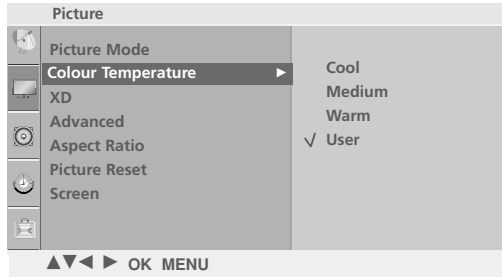 Picture
Picture Mode
Colour Temperature ►
XD
Advanced
Aspect Ratio
Picture Reset
Screen
Cool
Medium
Warm
√ User
▲▼◄ ► OK MENU